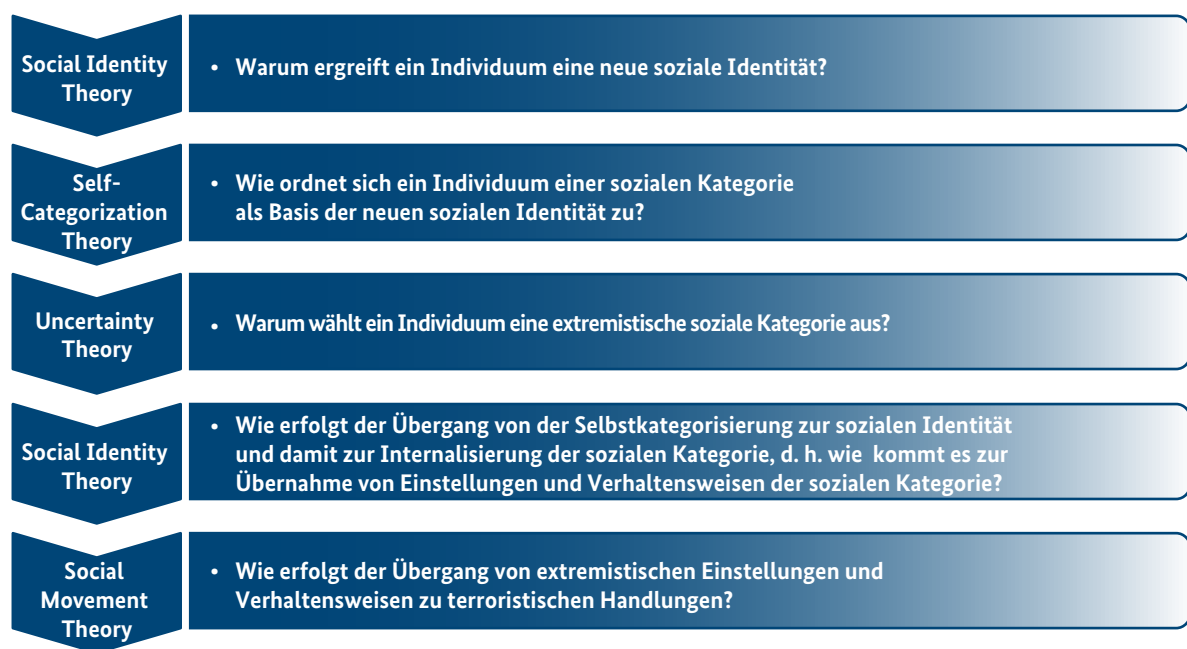 Social Identity
Theory
• Warum ergreift ein Individuum eine neue soziale Identität?
Self-
Categorization
Theory
• Wie ordnet sich ein Individuum einer sozialen Kategorie
als Basis der neuen sozialen Identität zu?
Uncertainty
Theory
• Warum wählt ein Individuum eine extremistische soziale Kategorie aus?
Social Identity
Theory
• Wie erfolgt der Übergang von der Selbstkategorisierung zur sozialen Identität
und damit zur Internalisierung der sozialen Kategorie, d. h. wie kommt es zur
Übernahme von Einstellungen und Verhaltensweisen der sozialen Kategorie?
Social
Movement
Theory
• Wie erfolgt der Übergang von extremistischen Einstellungen und
Verhaltensweisen zu terroristischen Handlungen?